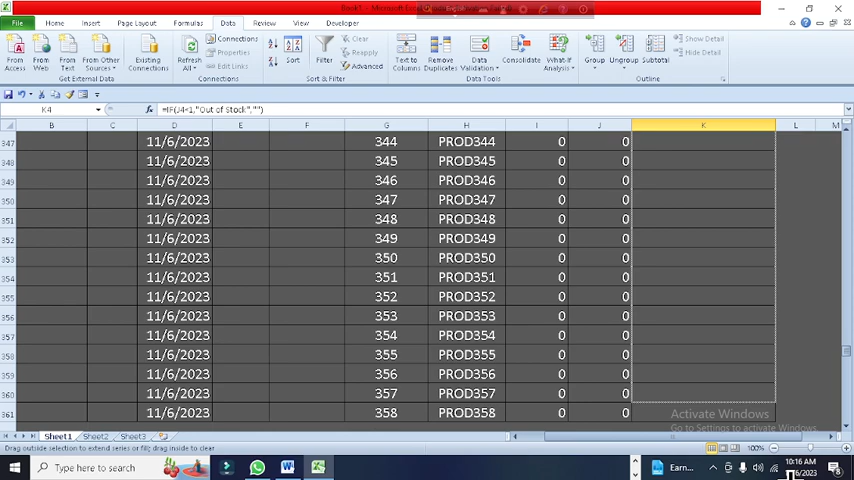 Book1 - Microsoft Excel
File Home Insert Page Layout Formulas Data Review View Developer
From Access From Web From Text From Other Sources Existing Connections Refresh All Connections Properties Edit Links Sort Filter Clear Reapply Advanced Text to Columns Remove Duplicates Data Validation Consolidate What-If Analysis Group Ungroup Subtotal Show Detail Hide Detail
Get External Data Connections Sort & Filter Data Tools Outline
K4 fx =IF(J4<1,"Out of Stock","")
B C D E F G H I J K L M
347 11/6/2023 344 PROD344 0 0
348 11/6/2023 345 PROD345 0 0
349 11/6/2023 346 PROD346 0 0
350 11/6/2023 347 PROD347 0 0
351 11/6/2023 348 PROD348 0 0
352 11/6/2023 349 PROD349 0 0
353 11/6/2023 350 PROD350 0 0
354 11/6/2023 351 PROD351 0 0
355 11/6/2023 352 PROD352 0 0
356 11/6/2023 353 PROD353 0 0
357 11/6/2023 354 PROD354 0 0
358 11/6/2023 355 PROD355 0 0
359 11/6/2023 356 PROD356 0 0
360 11/6/2023 357 PROD357 0 0
361 11/6/2023 358 PROD358 0 0
Activate Windows
Go to Settings to activate Windows.
Sheet1 Sheet2 Sheet3
Drag outside selection to extend series or fill; drag inside to clear 100%
Type here to search Earn... 10:16 AM
/6/2023 8